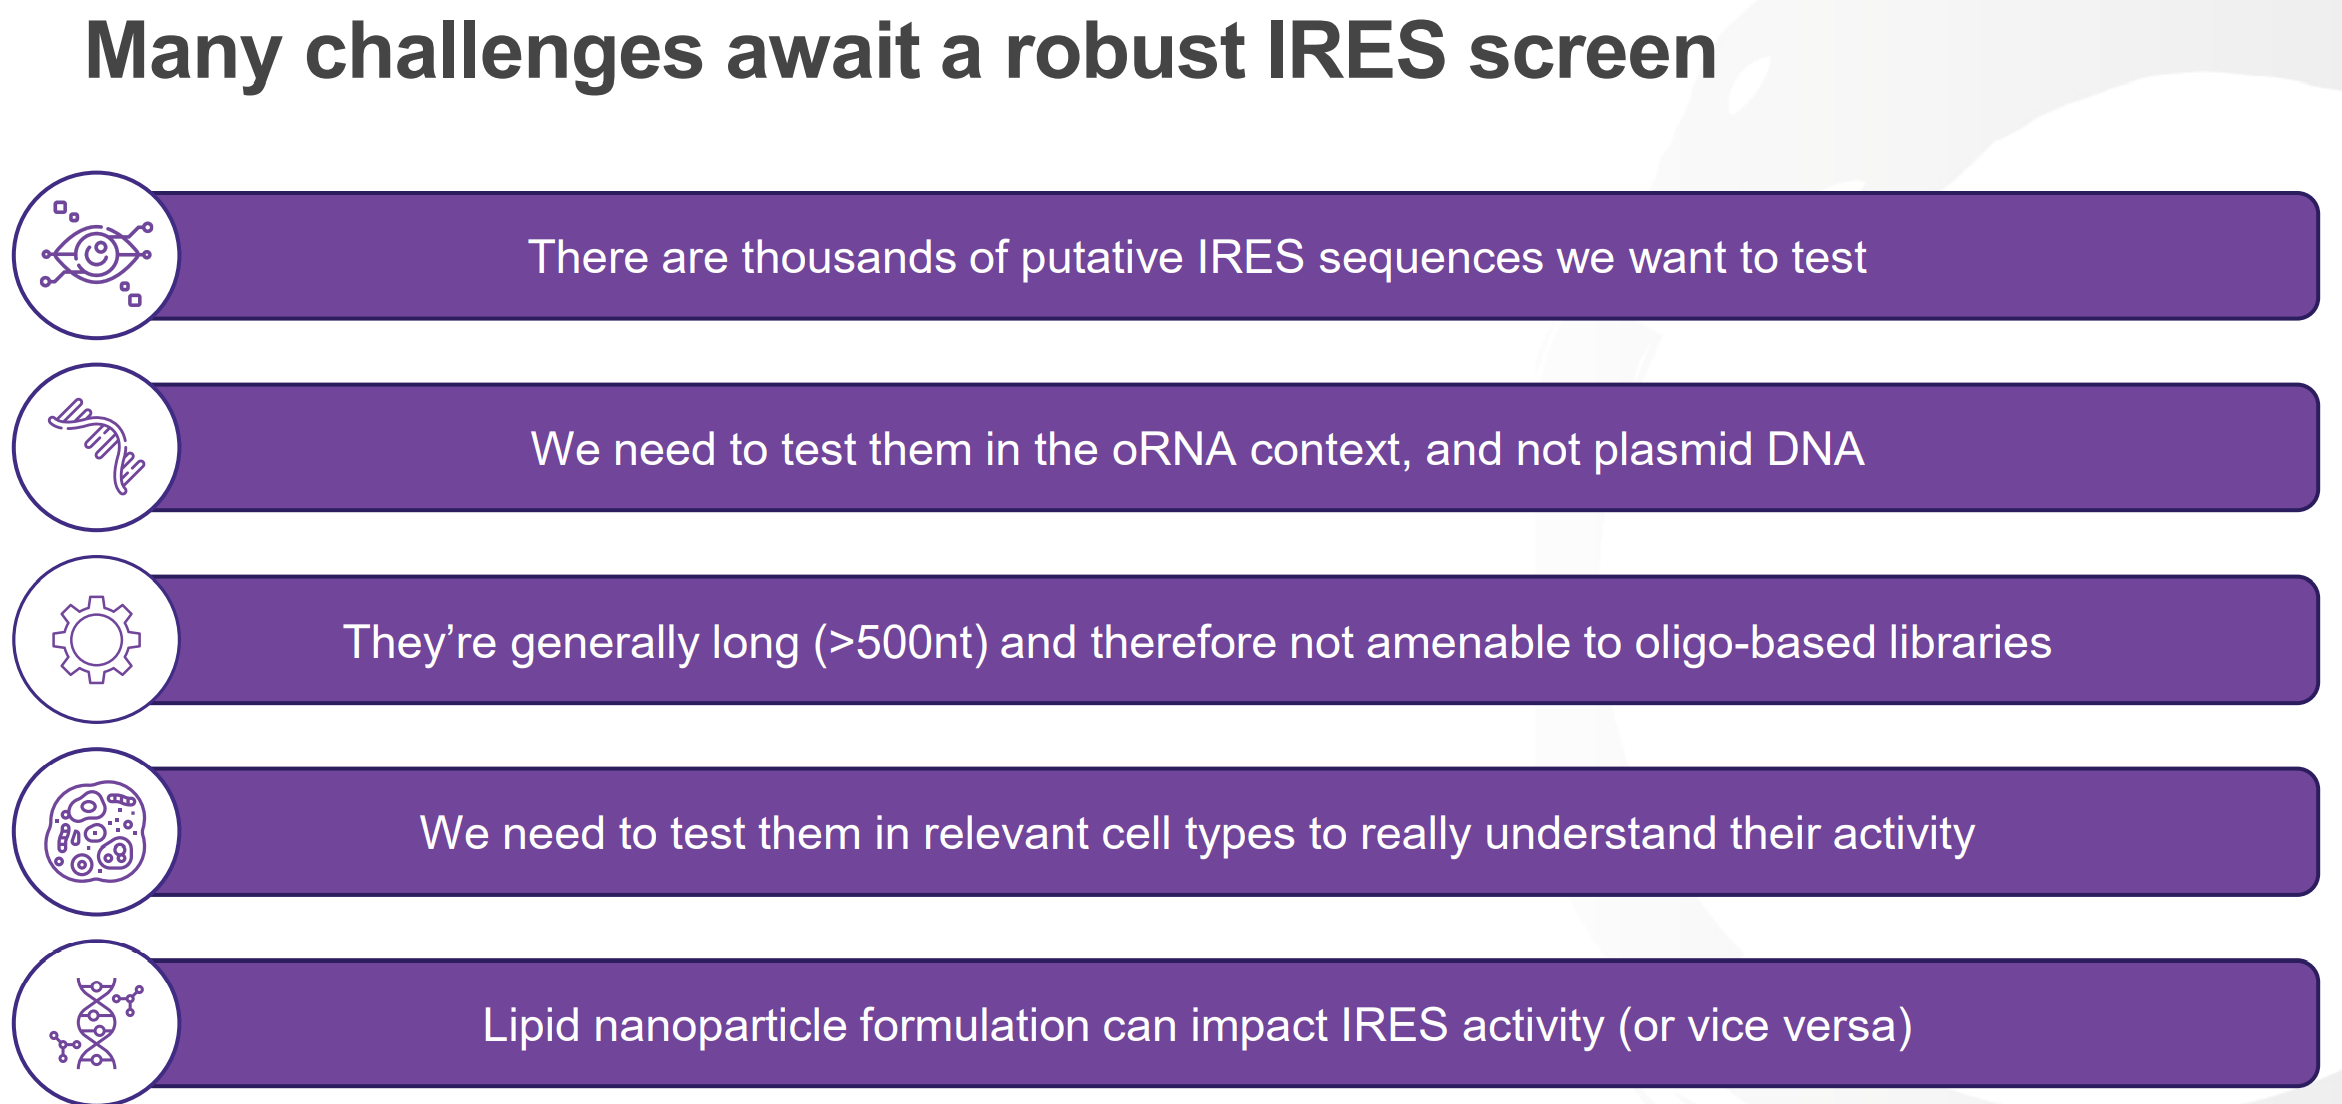 Many challenges await a robust IRES screen
There are thousands of putative IRES sequences we want to test
We need to test them in the oRNA context, and not plasmid DNA
They’re generally long (>500nt) and therefore not amenable to oligo-based libraries
We need to test them in relevant cell types to really understand their activity
Lipid nanoparticle formulation can impact IRES activity (or vice versa)